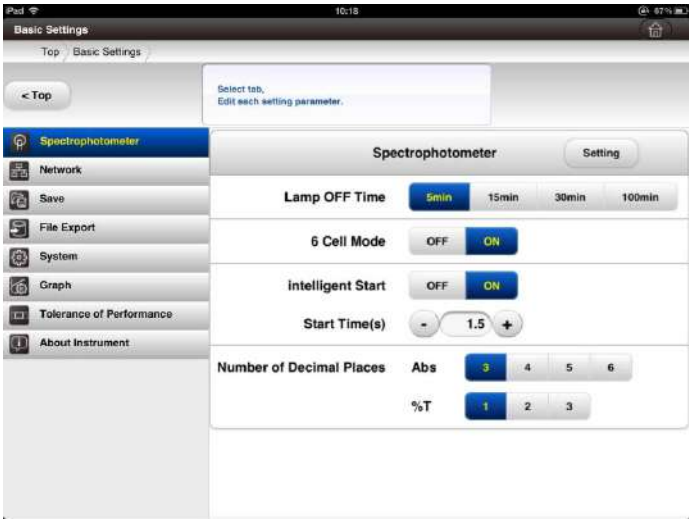 iPad 10:18 67%
Basic Settings
Top Basic Settings
< Top
Select tab,
Edit each setting parameter.
Spectrophotometer
Network
Save
File Export
System
Graph
Tolerance of Performance
About Instrument
Spectrophotometer Setting
Lamp OFF Time 5min 15min 30min 100min
6 Cell Mode OFF ON
intelligent Start OFF ON
Start Time(s) - 1.5 +
Number of Decimal Places Abs 3 4 5 6
%T 1 2 3